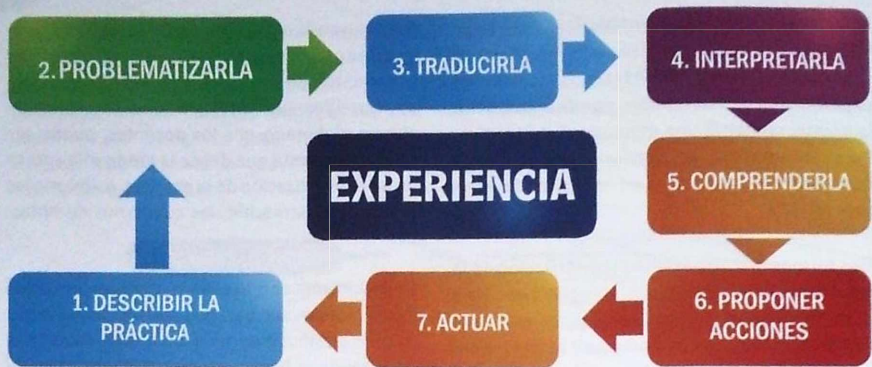 2. PROBLEMATIZARLA
3. TRADUCIRLA
4. INTERPRETARLA
EXPERIENCIA
5. COMPRENDERLA
1. DESCRIBIR LA
PRÁCTICA
7. ACTUAR
6. PROPONER
ACCIONES